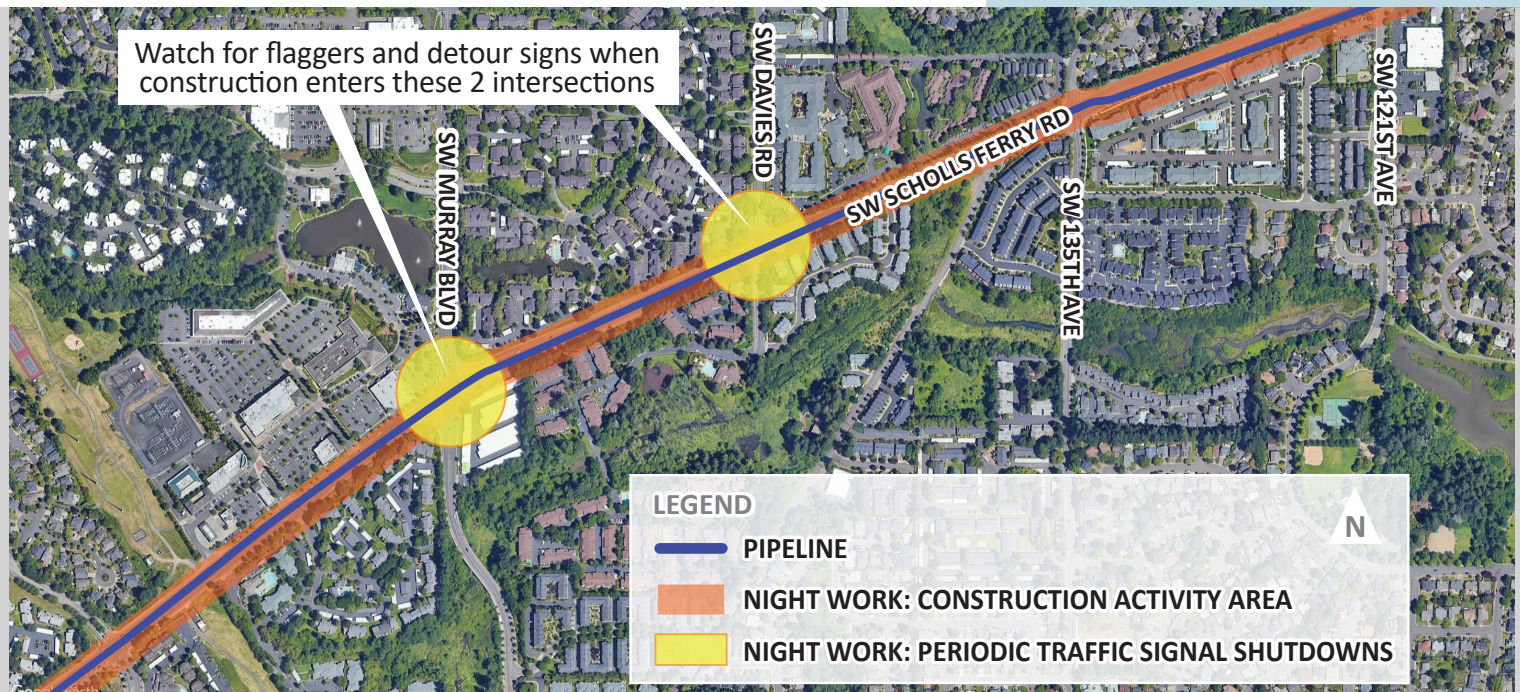 Watch for flaggers and detour signs when
construction enters these 2 intersections
SW MURRAY BLVD
SW DAVIES RD
SW SCHOLLS FERRY RD
SW 135TH AVE
SW 121ST AVE
LEGEND
N
PIPELINE
NIGHT WORK: CONSTRUCTION ACTIVITY AREA
NIGHT WORK: PERIODIC TRAFFIC SIGNAL SHUTDOWNS